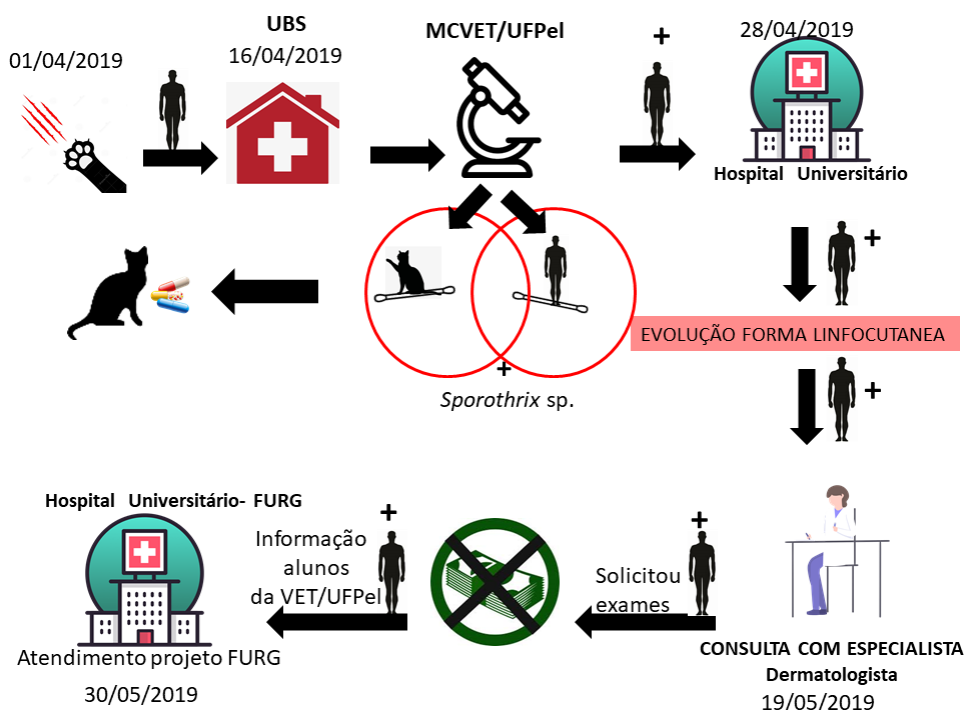 01/04/2019
UBS
16/04/2019
MCVET/UFPel
+
28/04/2019
Hospital Universitário
+
EVOLUÇÃO FORMA LINFOCUTANEA
+
+
Sporothrix sp.
CONSULTA COM ESPECIALISTA
Dermatologista
19/05/2019
+
Solicitou
exames
+
Informação
alunos
da VET/UFPel
Hospital Universitário- FURG
Atendimento projeto FURG
30/05/2019